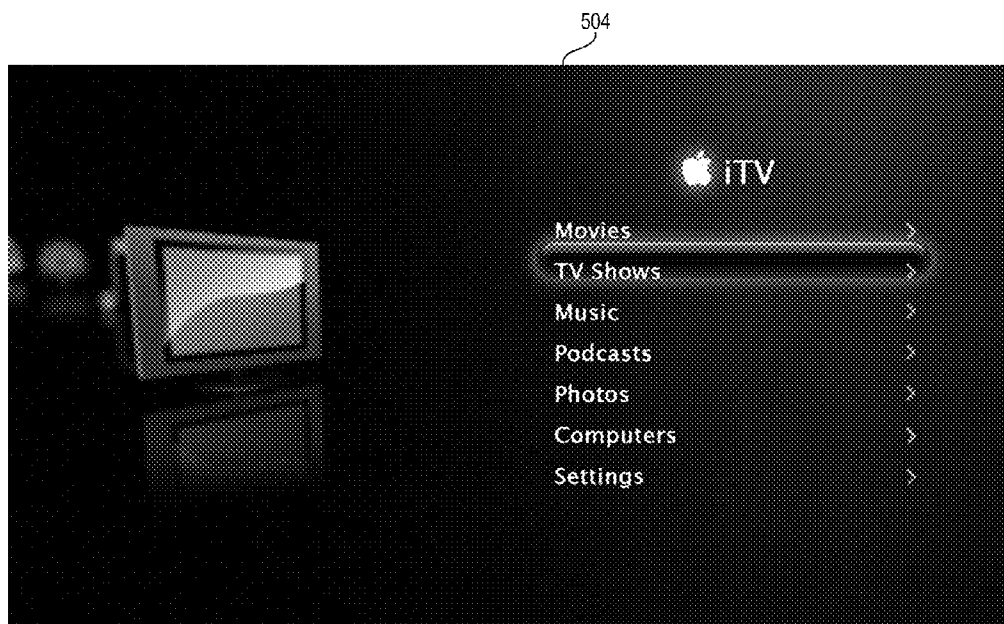 504
iTV
Movies
TV Shows
Music
Podcasts
Photos
Computers
Settings